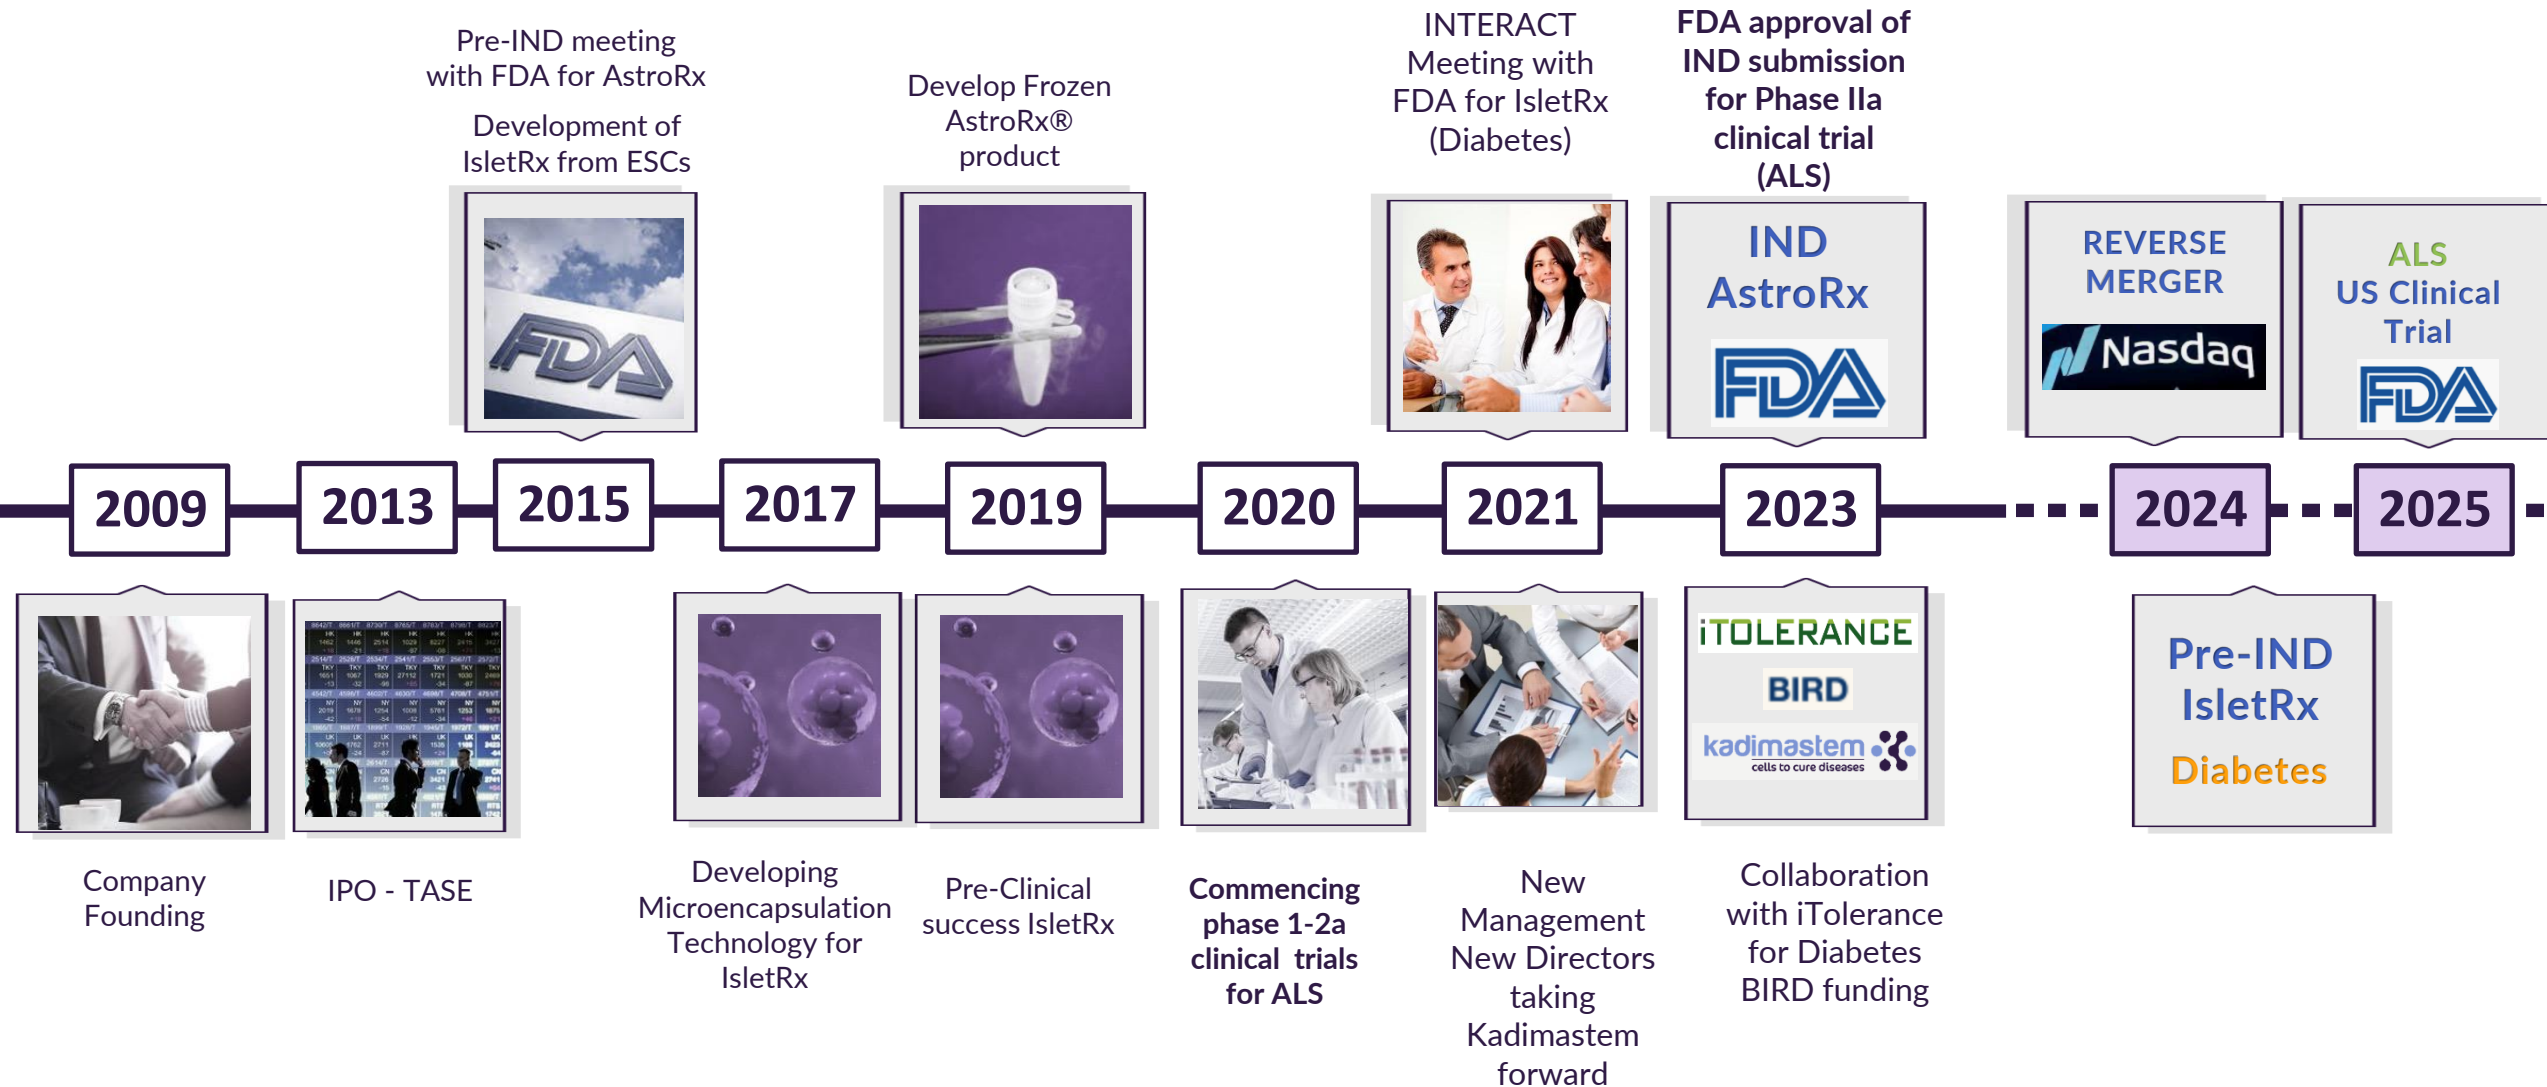 Pre-IND meeting
with FDA for AstroRx
Development of
IsletRx from ESCs
Develop Frozen
AstroRx®
product
INTERACT
Meeting with
FDA for IsletRx
(Diabetes)
FDA approval of
IND submission
for Phase IIa
clinical trial
(ALS)
FDA
IND
AstroRx
FDA
REVERSE
MERGER
Nasdaq
ALS
US Clinical
Trial
FDA
2009
2013
2015
2017
2019
2020
2021
2023
2024
2025
iTOLERANCE
BIRD
kadimastem
cells to cure diseases
Pre-IND
IsletRx
Diabetes
Company
Founding
IPO - TASE
Developing
Microencapsulation
Technology for
IsletRx
Pre-Clinical
success IsletRx
Commencing
phase 1-2a
clinical trials
for ALS
New
Management
New Directors
taking
Kadimastem
forward
Collaboration
with iTolerance
for Diabetes
BIRD funding